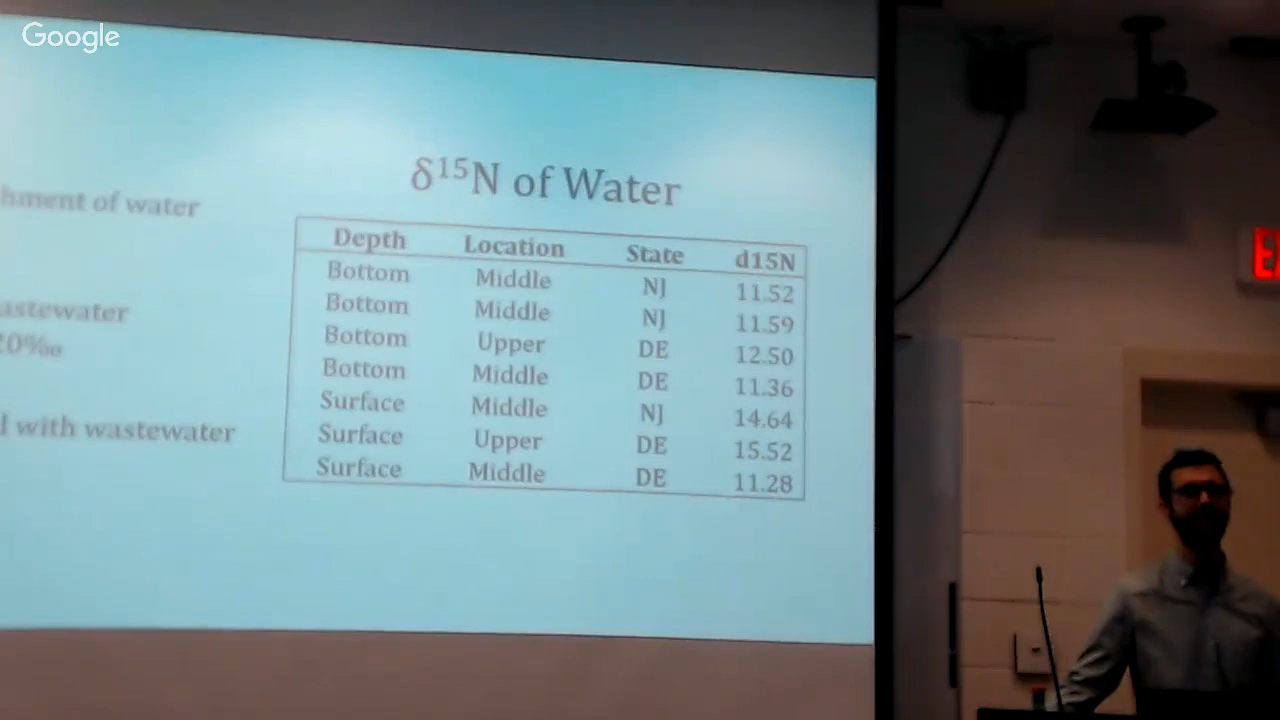 Google
hment of water
astewater
20‰
l with wastewater
δ¹⁵N of Water
Depth Location State d15N
Bottom Middle NJ 11.52
Bottom Middle NJ 11.59
Bottom Upper DE 12.50
Bottom Middle DE 11.36
Surface Middle NJ 14.64
Surface Upper DE 15.52
Surface Middle DE 11.28
E